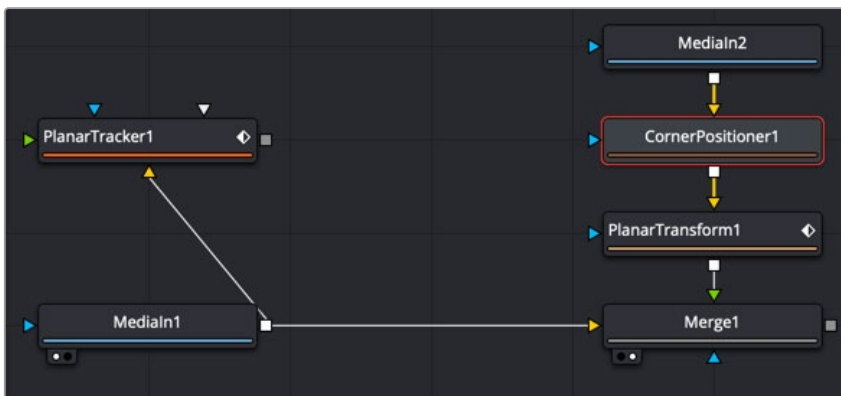 MediaIn2
PlanarTracker1
CornerPositioner1
PlanarTransform1
MediaIn1
Merge1